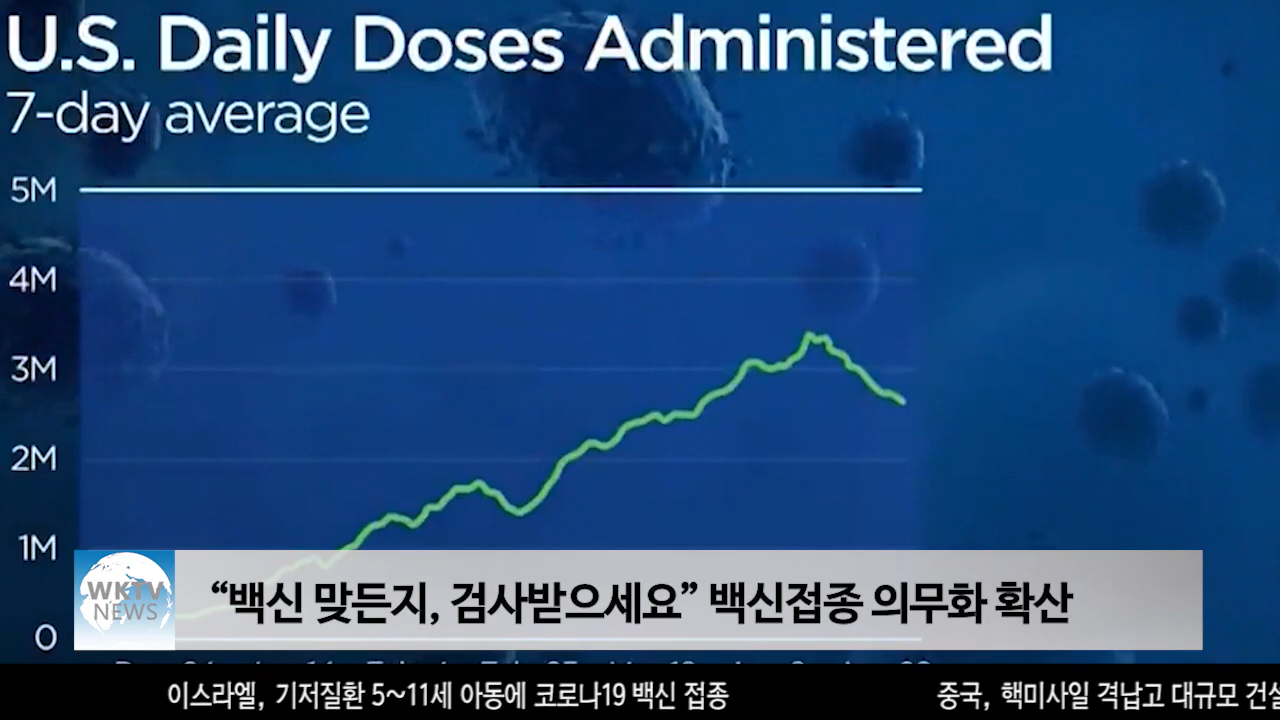 U.S. Daily Doses Administered
7-day average
5M
4M
3M
2M
1M
0
WKTV
NEWS
“백신 맞든지, 검사받으세요” 백신접종 의무화 확산
이스라엘, 기저질환 5~11세 아동에 코로나19 백신 접종
중국, 핵미사일 격납고 대규모 건설